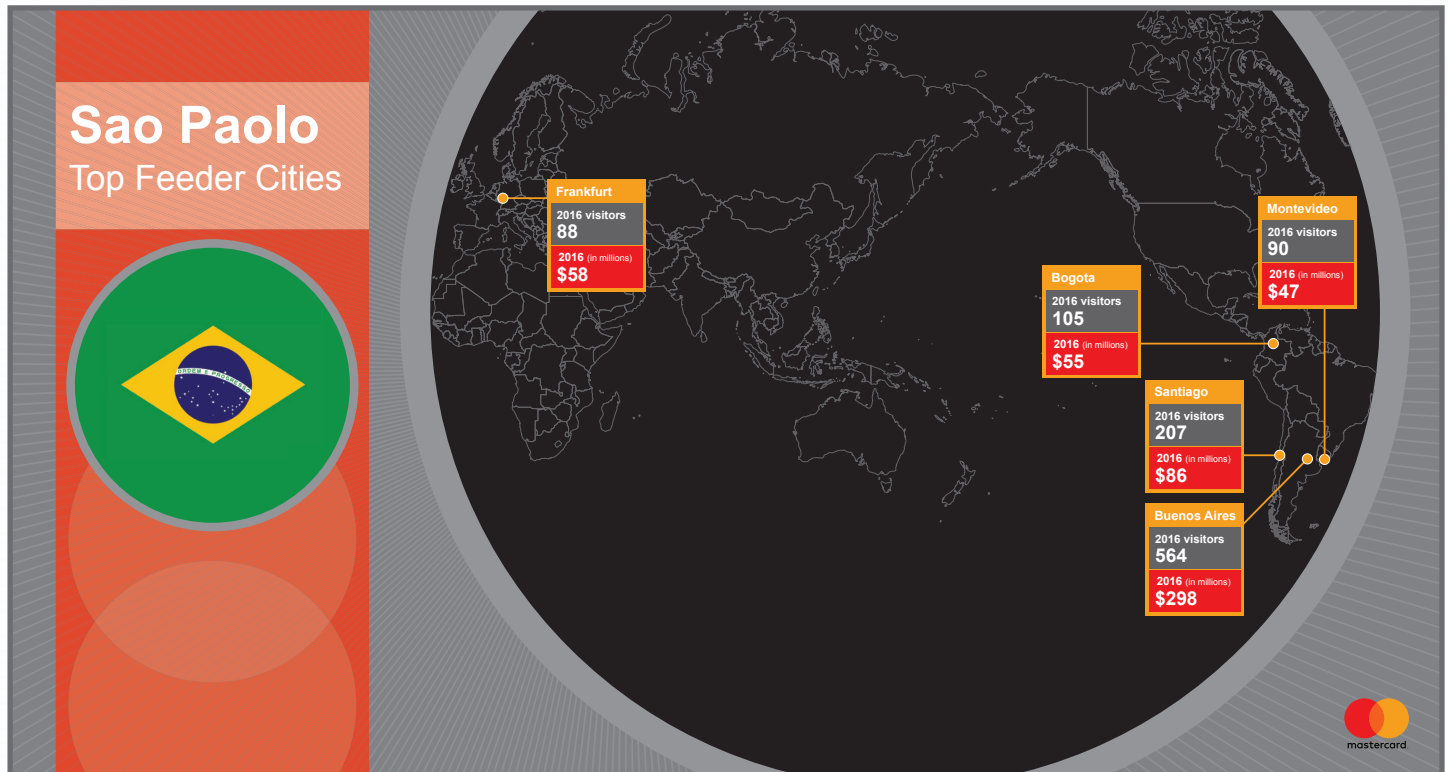 Sao Paolo
Top Feeder Cities
ORDEM E PROGRESSO
Frankfurt
2016 visitors
88
2016 (in millions)
$58
Bogota
2016 visitors
105
2016 (in millions)
$55
Montevideo
2016 visitors
90
2016 (in millions)
$47
Santiago
2016 visitors
207
2016 (in millions)
$86
Buenos Aires
2016 visitors
564
2016 (in millions)
$298
mastercard